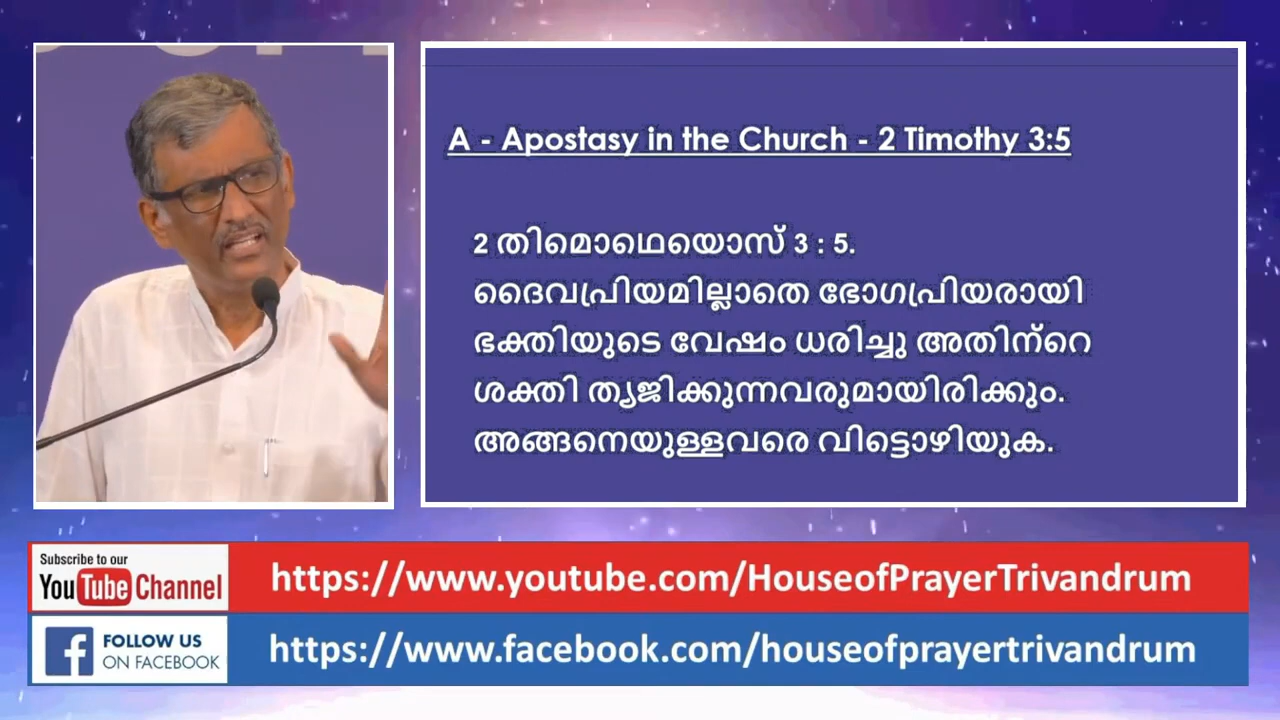 A - Apostasy in the Church - 2 Timothy 3:5
2 തിമൊഥെയൊസ് 3 : 5.
ദൈവപ്രിയമില്ലാതെ ഭോഗപ്രിയരായി
ഭക്തിയുടെ വേഷം ധരിച്ചു അതിന്റെ
ശക്തി ത്യജിക്കുന്നവരുമായിരിക്കും.
അങ്ങനെയുള്ളവരെ വിട്ടൊഴിയുക.
Subscribe to our
YouTube Channel
https://www.youtube.com/HouseofPrayerTrivandrum
FOLLOW US
ON FACEBOOK
https://www.facebook.com/houseofprayertrivandrum